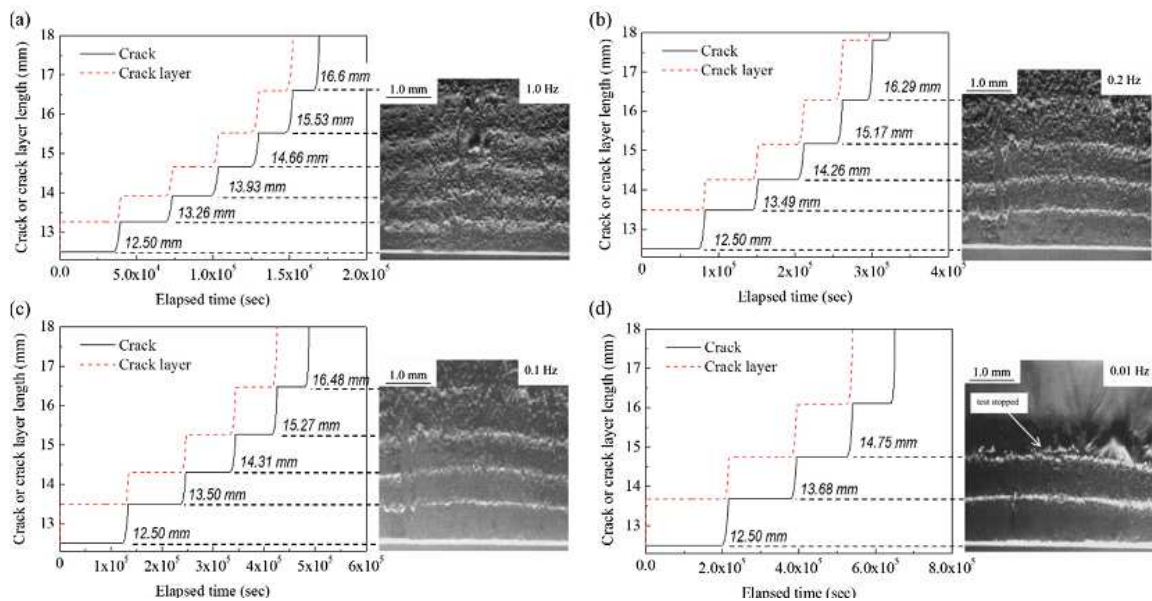 (a)
Crack or crack layer length (mm)
18
17
16
15
14
13
Crack
Crack layer
16.6 mm
15.53 mm
14.66 mm
13.93 mm
13.26 mm
12.50 mm
1.0 mm
1.0 Hz
0.0 5.0x10⁴ 1.0x10⁵ 1.5x10⁵ 2.0x10⁵
Elapsed time (sec)
(b)
Crack or crack layer length (mm)
18
17
16
15
14
13
Crack
Crack layer
16.29 mm
15.17 mm
14.26 mm
13.49 mm
12.50 mm
1.0 mm
0.2 Hz
0 1x10⁵ 2x10⁵ 3x10⁵ 4x10⁵
Elapsed time (sec)
(c)
Crack or crack layer length (mm)
18
17
16
15
14
13
Crack
Crack layer
16.48 mm
15.27 mm
14.31 mm
13.50 mm
12.50 mm
1.0 mm
0.1 Hz
0 1x10⁵ 2x10⁵ 3x10⁵ 4x10⁵ 5x10⁵ 6x10⁵
Elapsed time (sec)
(d)
Crack or crack layer length (mm)
18
17
16
15
14
13
Crack
Crack layer
14.75 mm
13.68 mm
12.50 mm
1.0 mm
0.01 Hz
test stopped
0.0 2.0x10⁵ 4.0x10⁵ 6.0x10⁵ 8.0x10⁵
Elapsed time (sec)